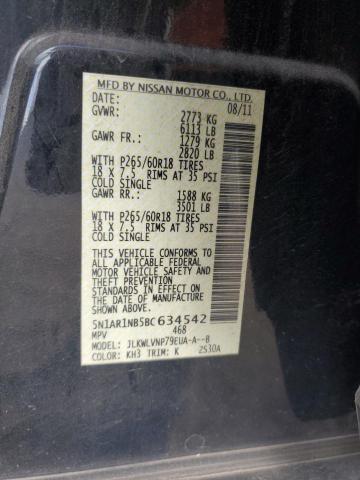 MFD BY NISSAN MOTOR CO., LTD.
DATE: 08/11
GVWR: 2773 KG
6113 LB
GAWR FR.: 1279 KG
2820 LB
WITH P265/60R18 TIRES
18 X 7.5 RIMS AT 35 PSI
COLD SINGLE
GAWR RR.: 1588 KG
3501 LB
WITH P265/60R18 TIRES
18 X 7.5 RIMS AT 35 PSI
COLD SINGLE
THIS VEHICLE CONFORMS TO
ALL APPLICABLE FEDERAL
MOTOR VEHICLE SAFETY
AND THEFT PREVENTION
STANDARDS IN EFFECT ON
THE DATE OF MANUFACTURE
SHOWN ABOVE.
5N1AR1NB5BC634542
MPV 468
MODEL: JLKWLVNP79EUA-A--B
COLOR: KH3 TRIM: K 2S30A